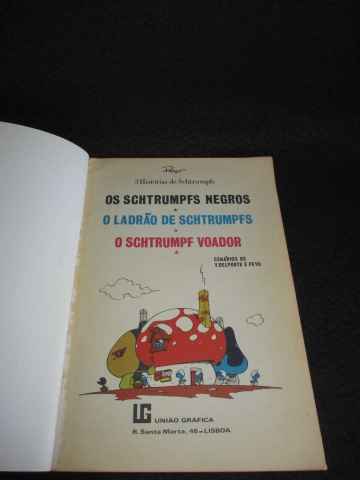 Peyo
3 Histórias de Schtrumpfs
OS SCHTRUMPFS NEGROS
*
O LADRÃO DE SCHTRUMPFS
*
O SCHTRUMPF VOADOR
*
CENÁRIOS DE
Y. DELPORTE E PEYO
UG UNIÃO GRÁFICA
R. Santa Marta, 48 — LISBOA